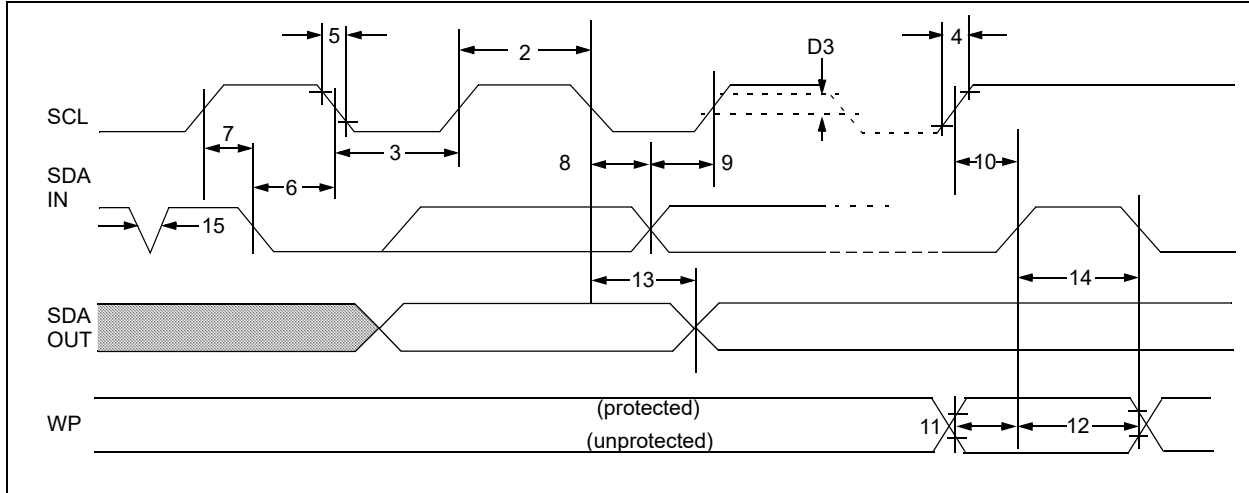 5
2
D3
4
SCL
7
3
8
9
10
SDA
IN
6
15
13
14
SDA
OUT
WP
(protected)
(unprotected)
11
12